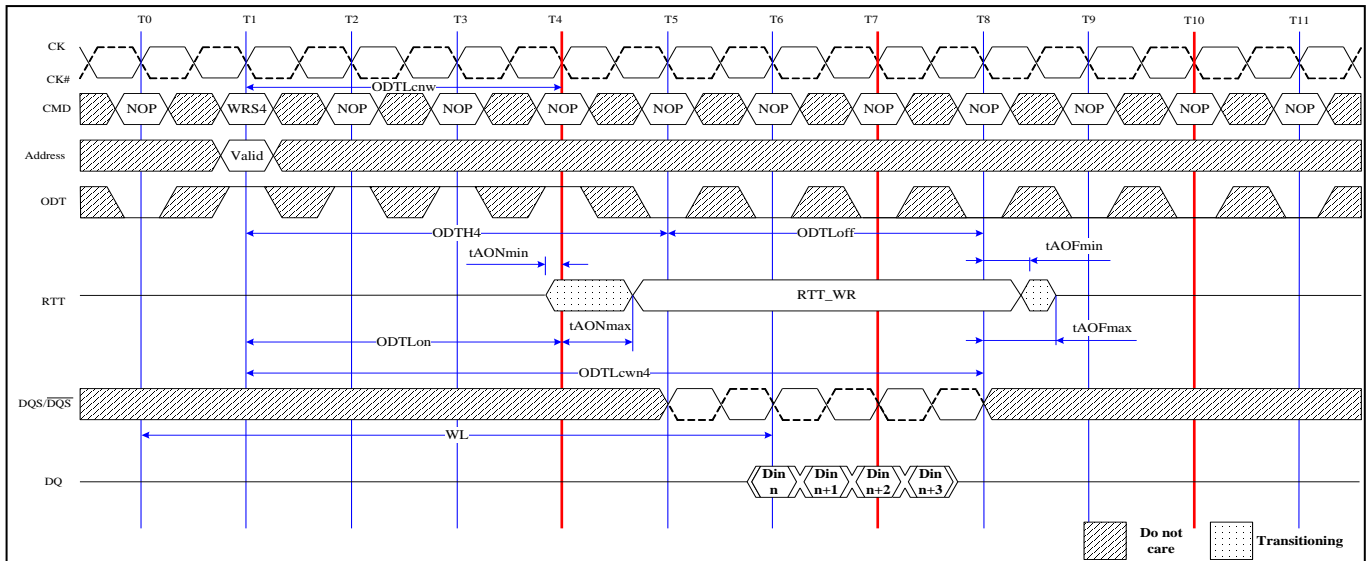 T0 T1 T2 T3 T4 T5 T6 T7 T8 T9 T10 T11
CK
CK#
ODTLcnw
CMD NOP WRS4 NOP NOP NOP NOP NOP NOP NOP NOP NOP NOP
Address Valid
ODT
ODTH4 ODTLoff
tAONmin tAOFmin
RTT RTT_WR
tAONmax tAOFmax
ODTLon
ODTLcwn4
DQS/DQS
WL
DQ Din n Din n+1 Din n+2 Din n+3
Do not care Transitioning